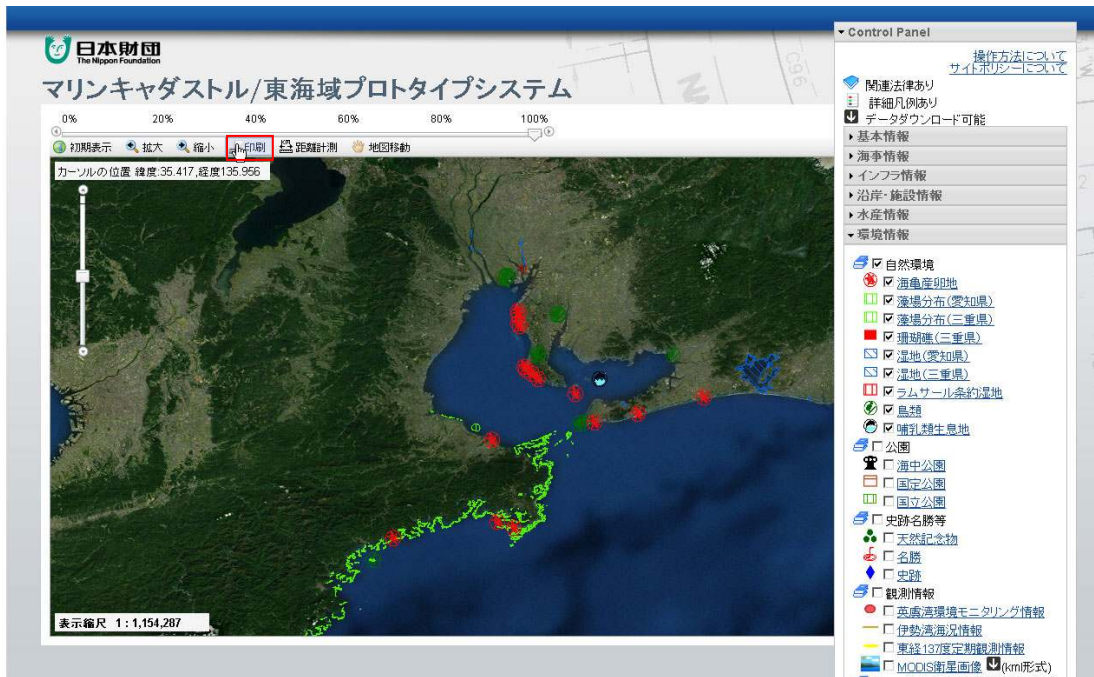 日本財団
The Nippon Foundation
マリンキャダストル/東海域プロトタイプシステム
0% 20% 40% 60% 80% 100%
初期表示 拡大 縮小 印刷 距離計測 地図移動
カーソルの位置 緯度:35.417,経度135.956
表示縮尺 1:1,154,287
Control Panel
操作方法について
サイトポリシーについて
関連法律あり
詳細凡例あり
データダウンロード可能
基本情報
海事情報
インフラ情報
沿岸・施設情報
水産情報
環境情報
自然環境
海亀産卵地
藻場分布(愛知県)
藻場分布(三重県)
珊瑚礁(三重県)
湿地(愛知県)
湿地(三重県)
ラムサール条約湿地
鳥類
哺乳類生息地
公園
海中公園
国定公園
国立公園
史跡名勝等
天然記念物
名勝
史跡
観測情報
英虞湾環境モニタリング情報
伊勢湾海況情報
東経137度定期観測情報
MODIS衛星画像 (kml形式)